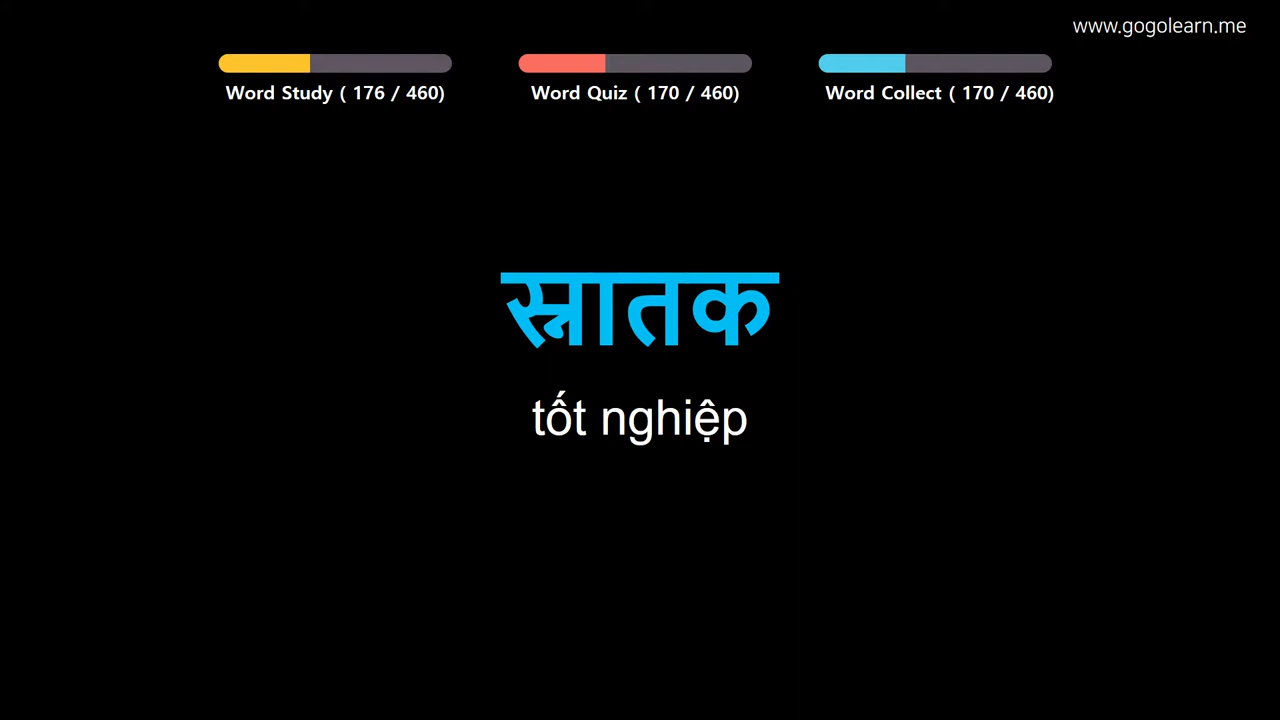 www.gogolearn.me
Word Study ( 176 / 460)
Word Quiz ( 170 / 460)
Word Collect ( 170 / 460)
स्नातक
tốt nghiệp